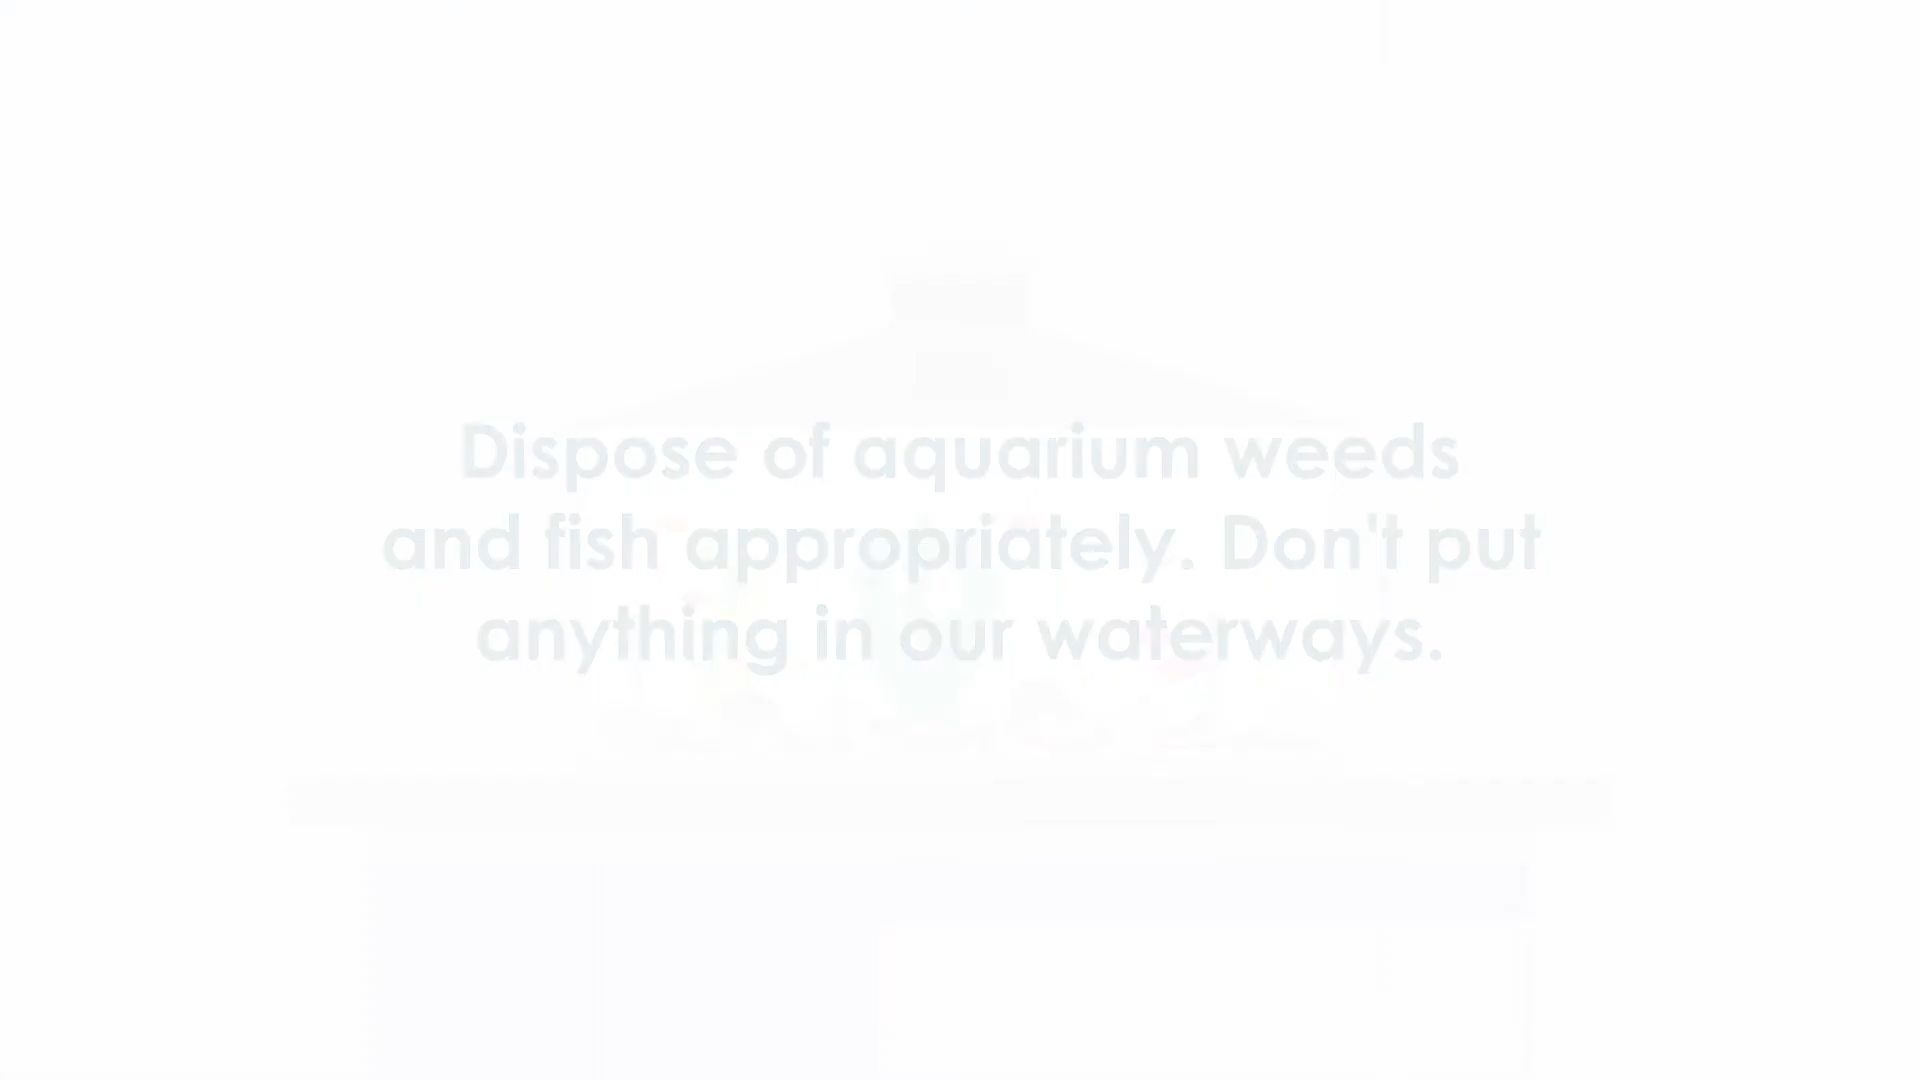 Dispose of aquarium weeds
and fish appropriately. Don't put
anything in our waterways.